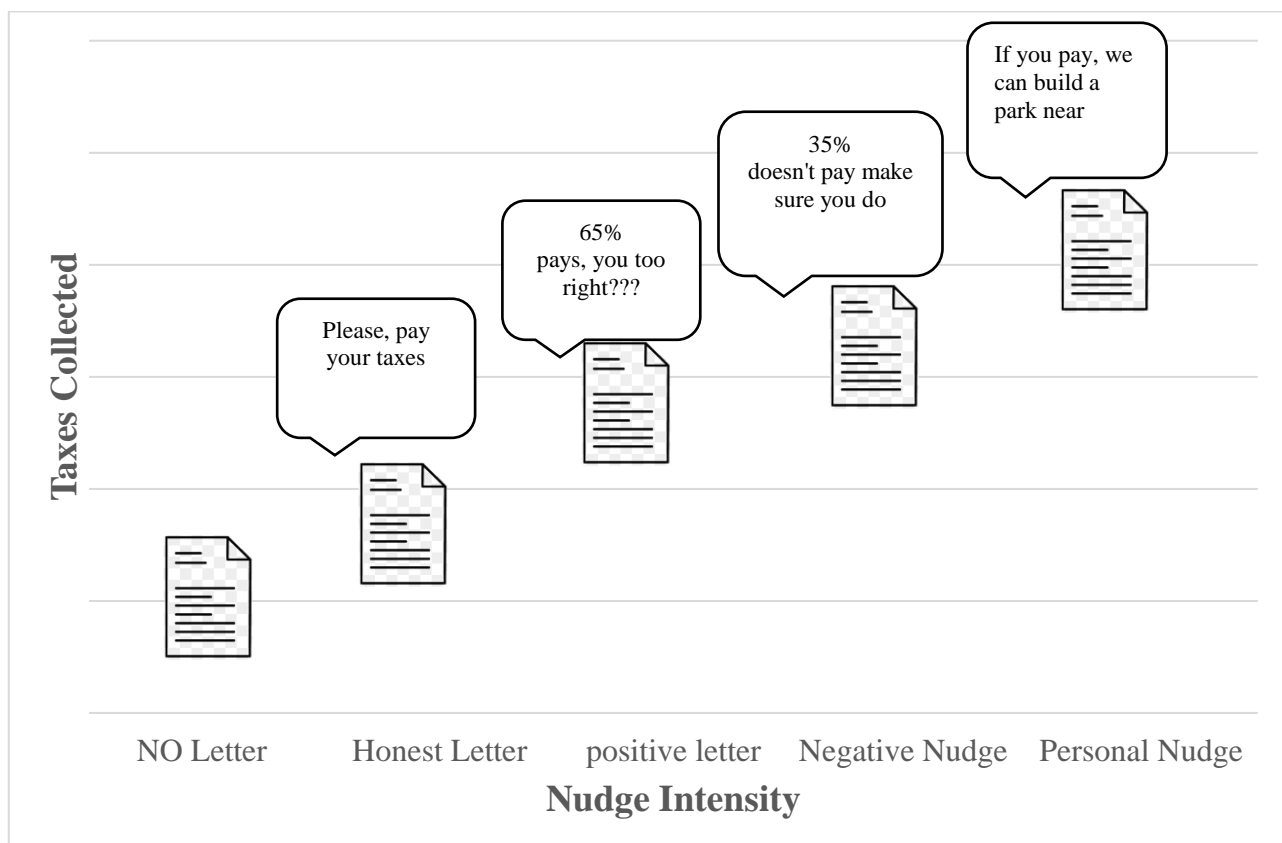 If you pay, we
can build a
park near
35%
doesn't pay make
sure you do
65%
pays, you too
right???
Please, pay
your taxes
Taxes Collected
NO Letter
Honest Letter
positive letter
Negative Nudge
Personal Nudge
Nudge Intensity